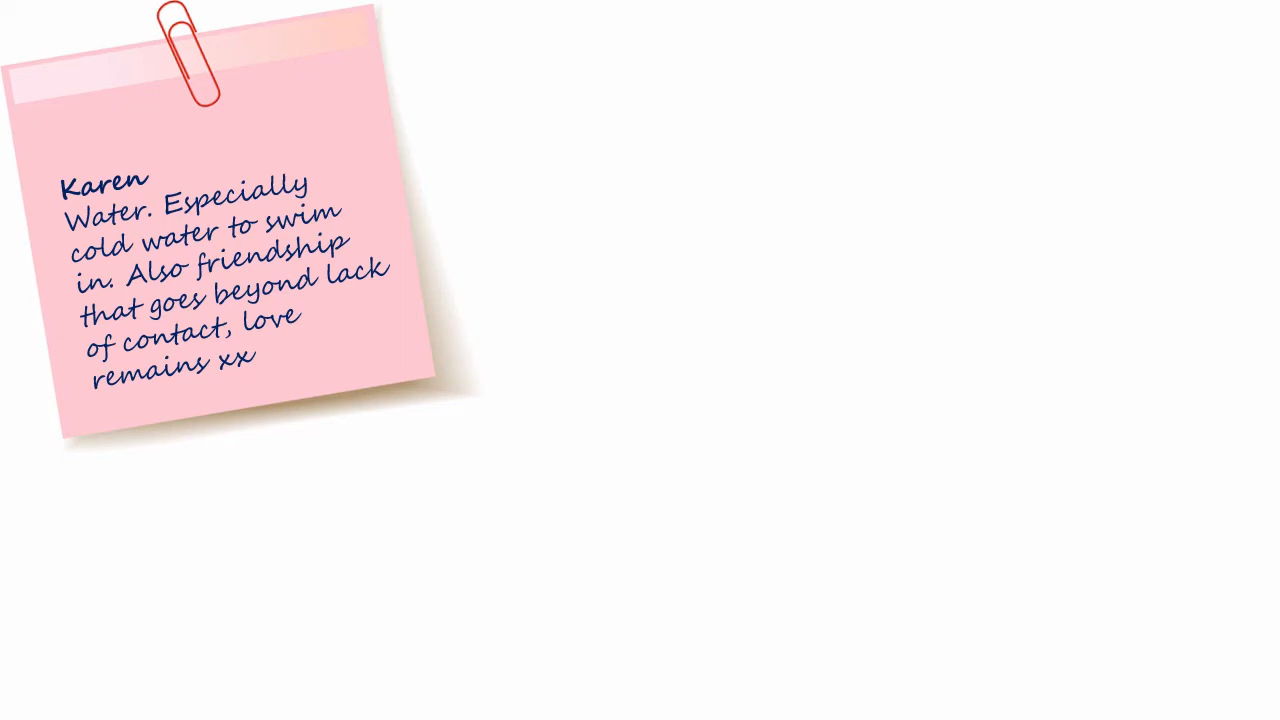 Karen
Water. Especially
cold water to swim
in. Also friendship
that goes beyond lack
of contact, love
remains xx